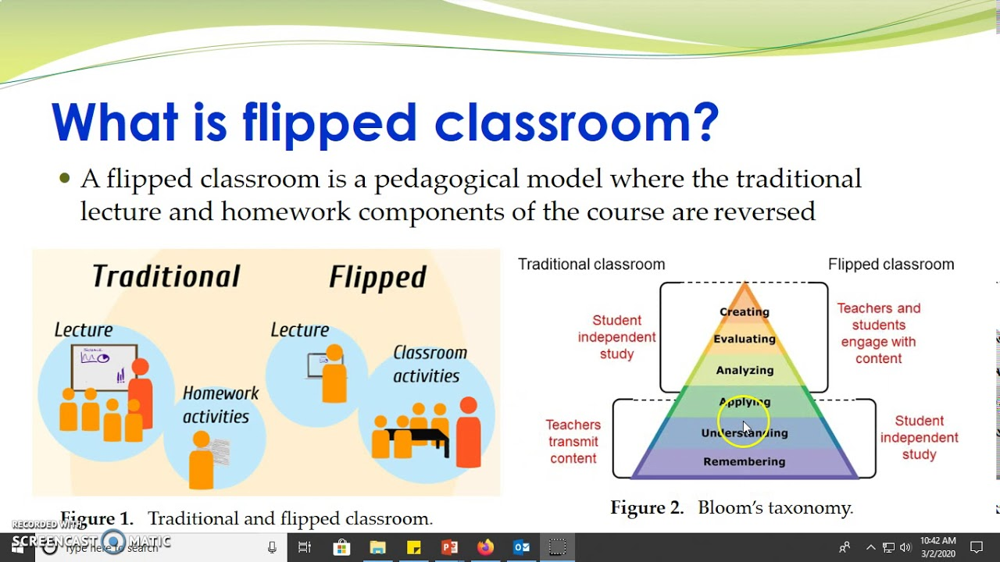 What is flipped classroom?
• A flipped classroom is a pedagogical model where the traditional
lecture and homework components of the course are reversed
Traditional
Flipped
Lecture
Science
Homework
activities
Lecture
Classroom
activities
Figure 1. Traditional and flipped classroom.
Traditional classroom
Flipped classroom
Student
independent
study
Teachers
transmit
content
Creating
Evaluating
Analyzing
Applying
Understanding
Remembering
Teachers and
students
engage with
content
Student
independent
study
Figure 2. Bloom's taxonomy.
RECORDED WITH
SCREENCAST MATIC
Type here to search
10:42 AM
3/2/2020